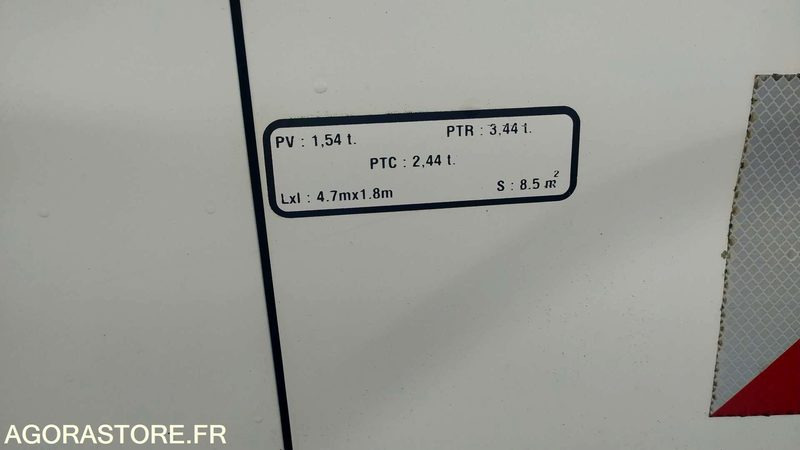 PV : 1,54 t. PTR : 3,44 t.
PTC : 2,44 t.
Lxl : 4.7mx1.8m S : 8.5 m²
AGORASTORE.FR